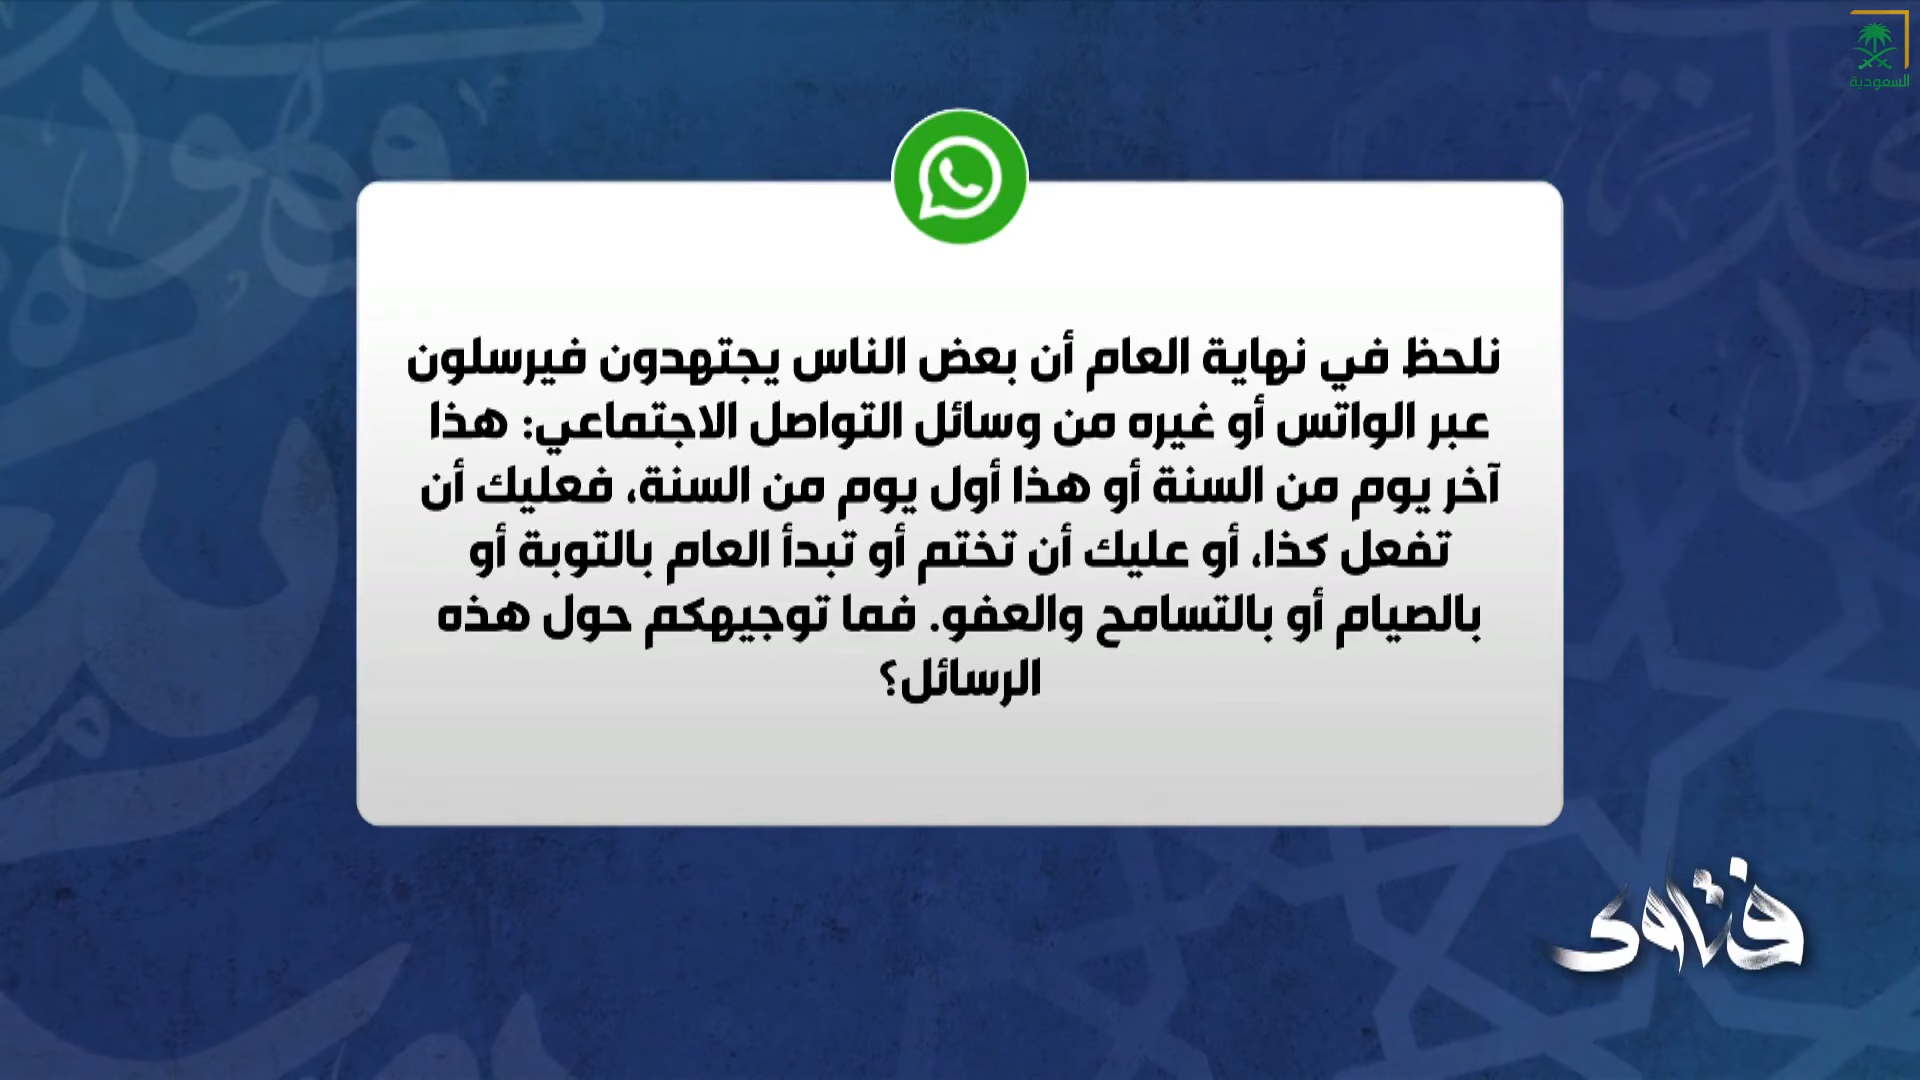 السعودية
نلحظ في نهاية العام أن بعض الناس يجتهدون فيرسلون
عبر الواتس أو غيره من وسائل التواصل الاجتماعي: هذا
آخر يوم من السنة أو هذا أول يوم من السنة، فعليك أن
تفعل كذا، أو عليك أن تختم أو تبدأ العام بالتوبة أو
بالصيام أو بالتسامح والعفو. فما توجيهكم حول هذه
الرسائل؟
فتاوى